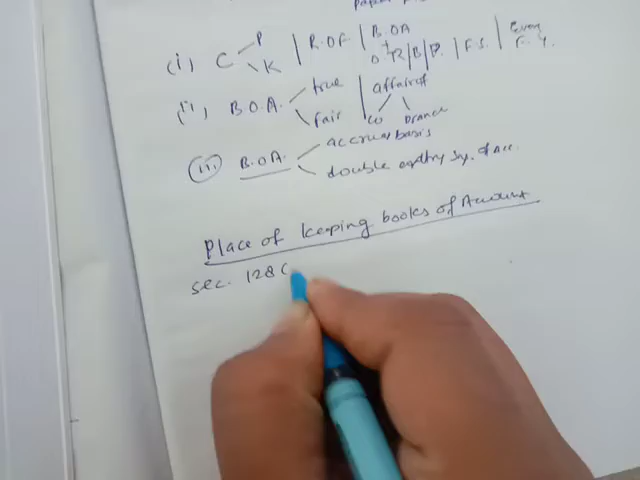 (i) C P K | R.OF | B.OA + O R/B/P. | F.S. | Every F.Y.
(ii) B.O.A. true fair | affair of co branch
(iii) B.O.A. accrual basis
double entry sys. of Acc.
Place of keeping books of Account
sec. 128 (